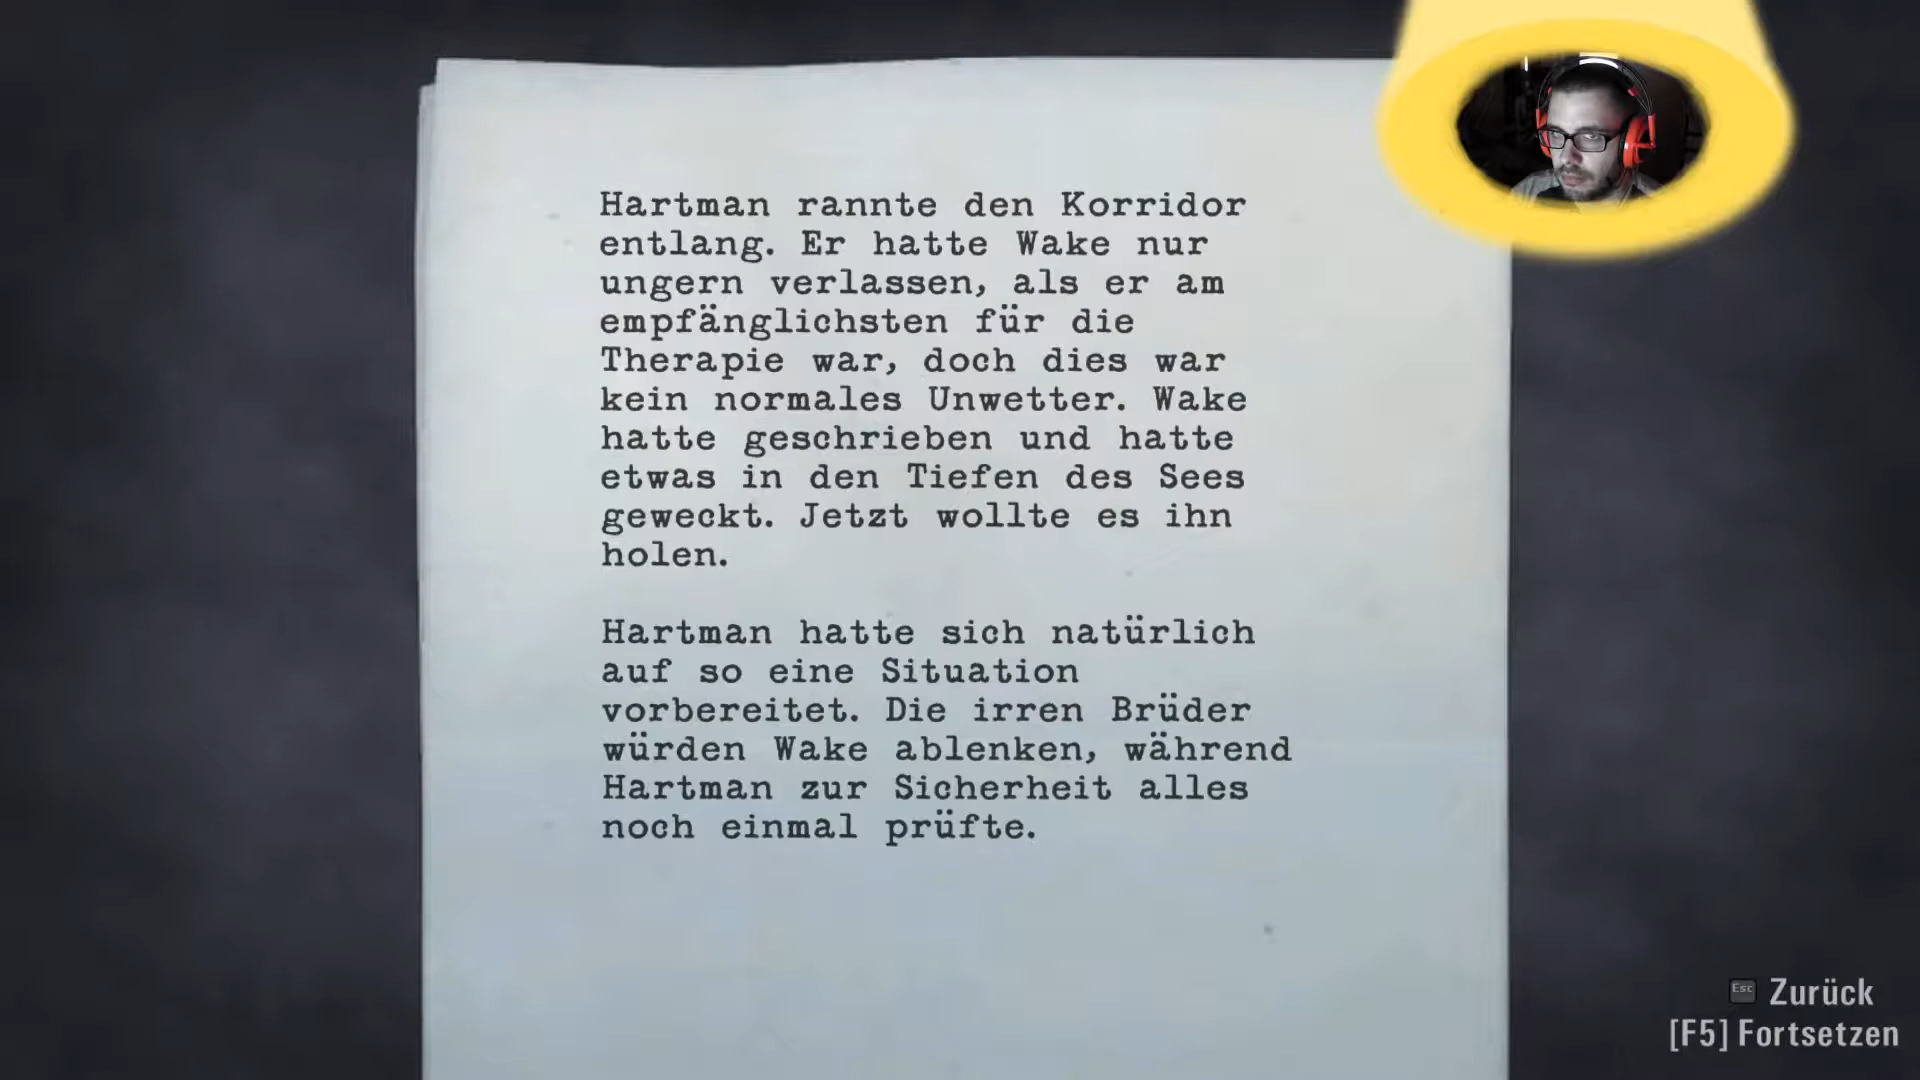 Hartman rannte den Korridor
entlang. Er hatte Wake nur
ungern verlassen, als er am
empfänglichsten für die
Therapie war, doch dies war
kein normales Unwetter. Wake
hatte geschrieben und hatte
etwas in den Tiefen des Sees
geweckt. Jetzt wollte es ihn
holen.
Hartman hatte sich natürlich
auf so eine Situation
vorbereitet. Die irren Brüder
würden Wake ablenken, während
Hartman zur Sicherheit alles
noch einmal prüfte.
Esc Zurück
[F5] Fortsetzen